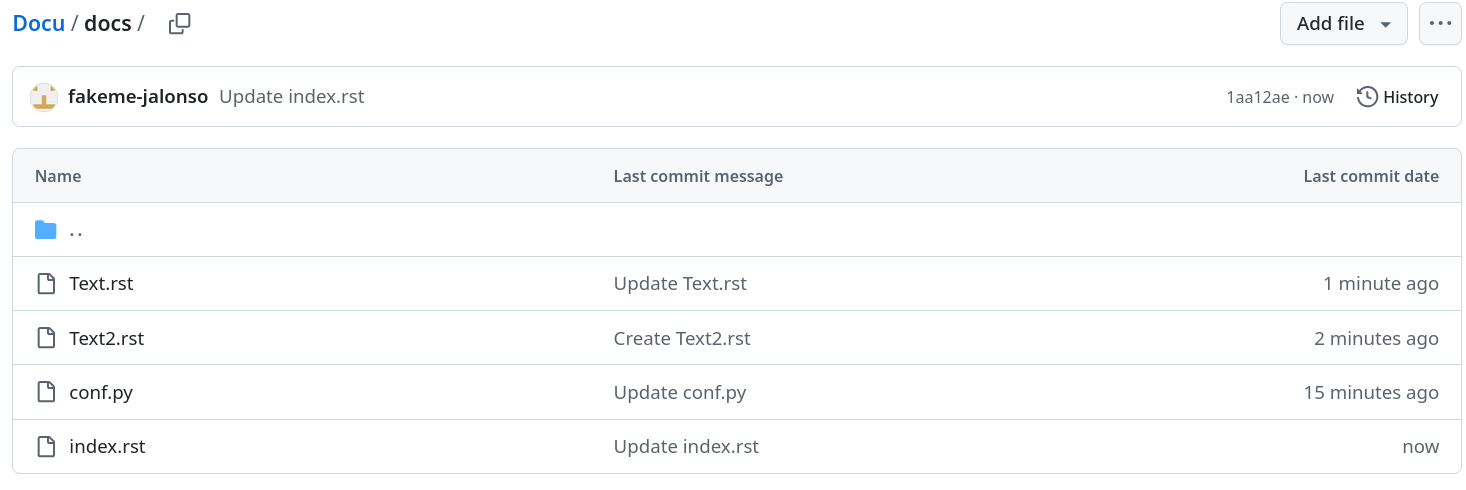 Docu / docs / Add file ...
fakeme-jalonso Update index.rst 1aa12ae · now History
Name Last commit message Last commit date
..
Text.rst Update Text.rst 1 minute ago
Text2.rst Create Text2.rst 2 minutes ago
conf.py Update conf.py 15 minutes ago
index.rst Update index.rst now